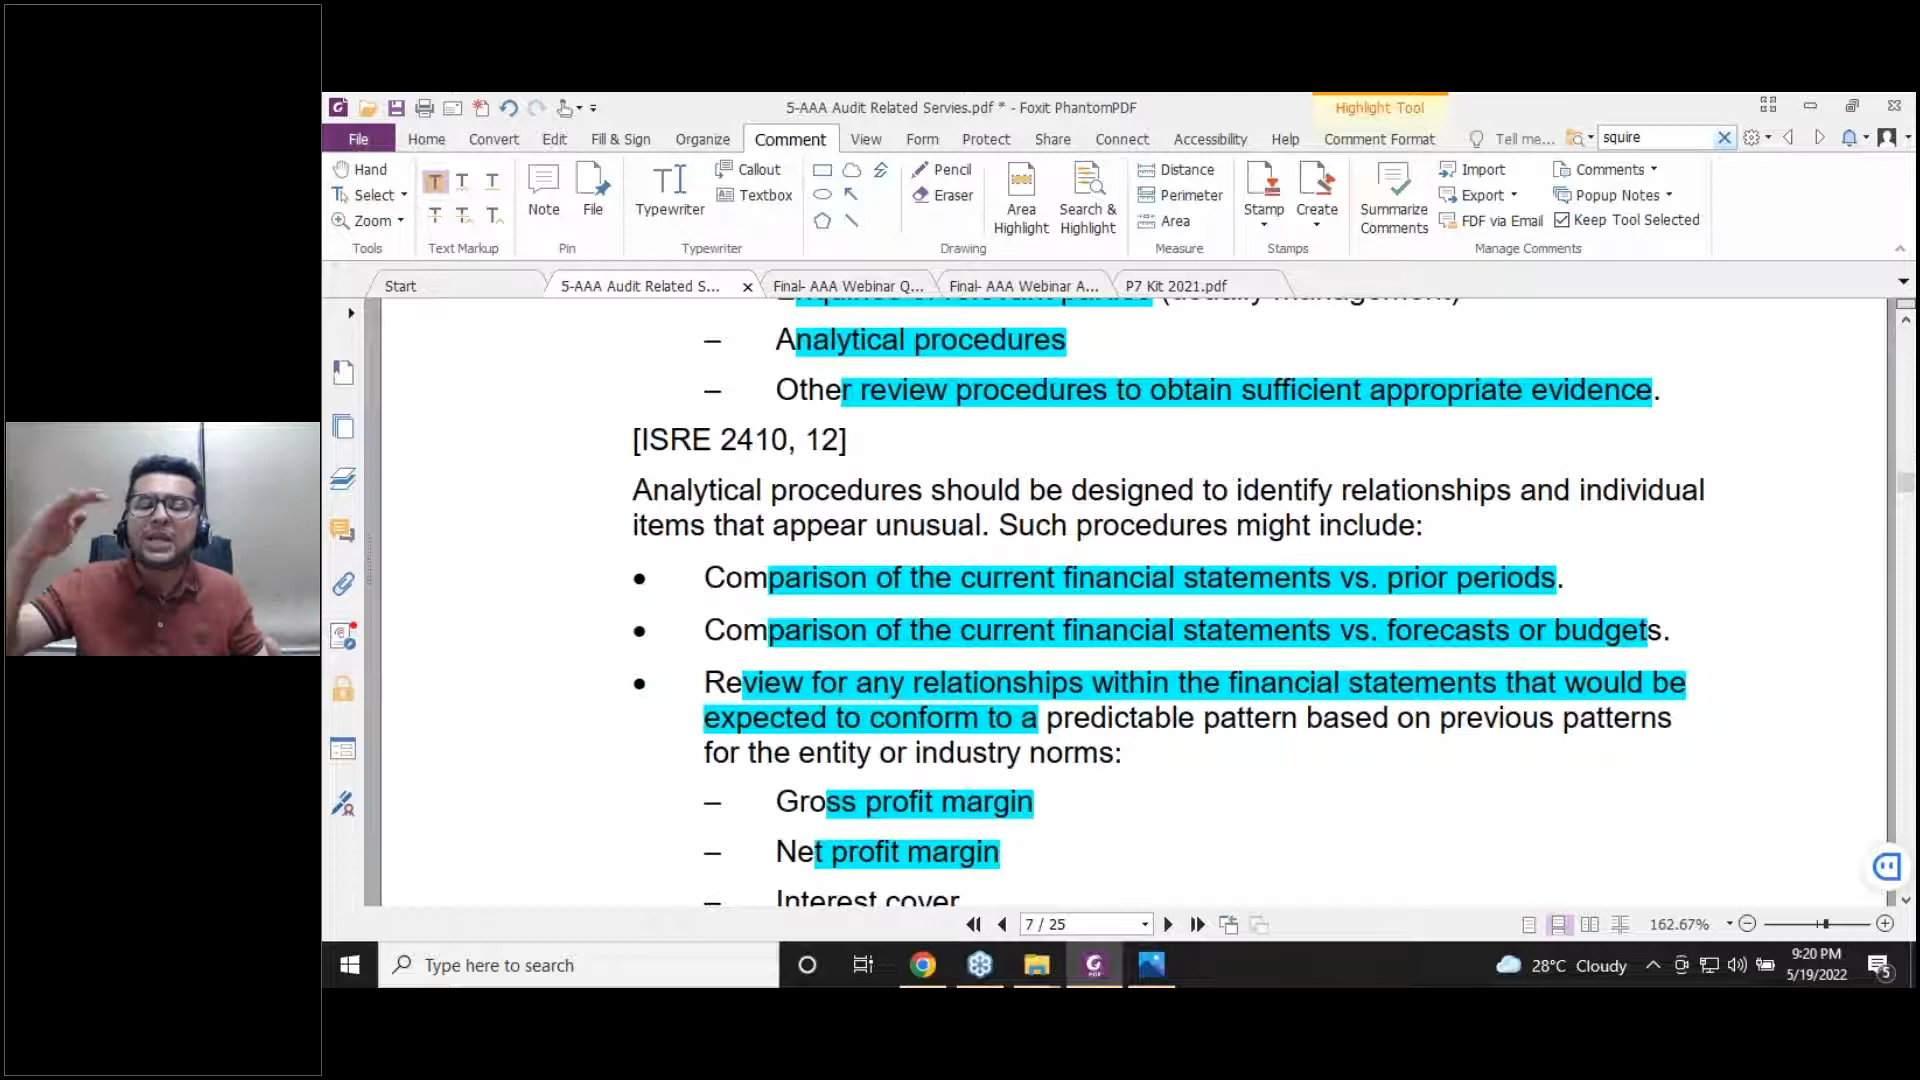 5-AAA Audit Related Servies.pdf * - Foxit PhantomPDF
Highlight Tool
File
Home
Convert
Edit
Fill & Sign
Organize
Comment
View
Form
Protect
Share
Connect
Accessibility
Help
Comment Format
Tell me...
squire
Hand
Select
Zoom
Tools
Text Markup
Note
File
Pin
Typewriter
Callout
Textbox
Typewriter
Pencil
Eraser
Area
Highlight
Search &
Highlight
Drawing
Distance
Perimeter
Area
Measure
Stamp
Create
Stamps
Summarize
Comments
Import
Export
FDF via Email
Comments
Popup Notes
Keep Tool Selected
Manage Comments
Start
5-AAA Audit Related S...
Final- AAA Webinar Q...
Final- AAA Webinar A...
P7 Kit 2021.pdf
Enquiries of relevant parties (usually management)
– Analytical procedures
– Other review procedures to obtain sufficient appropriate evidence.
[ISRE 2410, 12]
Analytical procedures should be designed to identify relationships and individual
items that appear unusual. Such procedures might include:
• Comparison of the current financial statements vs. prior periods.
• Comparison of the current financial statements vs. forecasts or budgets.
• Review for any relationships within the financial statements that would be
expected to conform to a predictable pattern based on previous patterns
for the entity or industry norms:
– Gross profit margin
– Net profit margin
– Interest cover
7 / 25
162.67%
Type here to search
28°C Cloudy
9:20 PM
5/19/2022
5